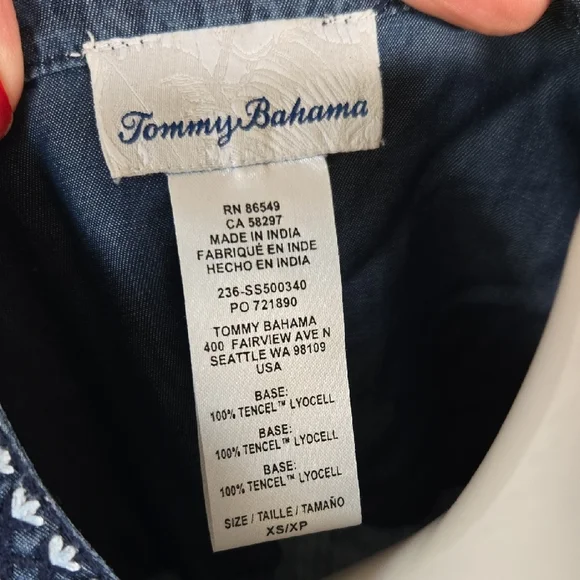 Tommy Bahama
RN 86549
CA 58297
MADE IN INDIA
FABRIQUÉ EN INDE
HECHO EN INDIA
236-SS500340
PO 721890
TOMMY BAHAMA
400 FAIRVIEW AVE N
SEATTLE WA 98109
USA
BASE:
100% TENCEL™ LYOCELL
BASE:
100% TENCEL™ LYOCELL
BASE:
100% TENCEL™ LYOCELL
SIZE / TAILLE / TAMAÑO
XS/XP